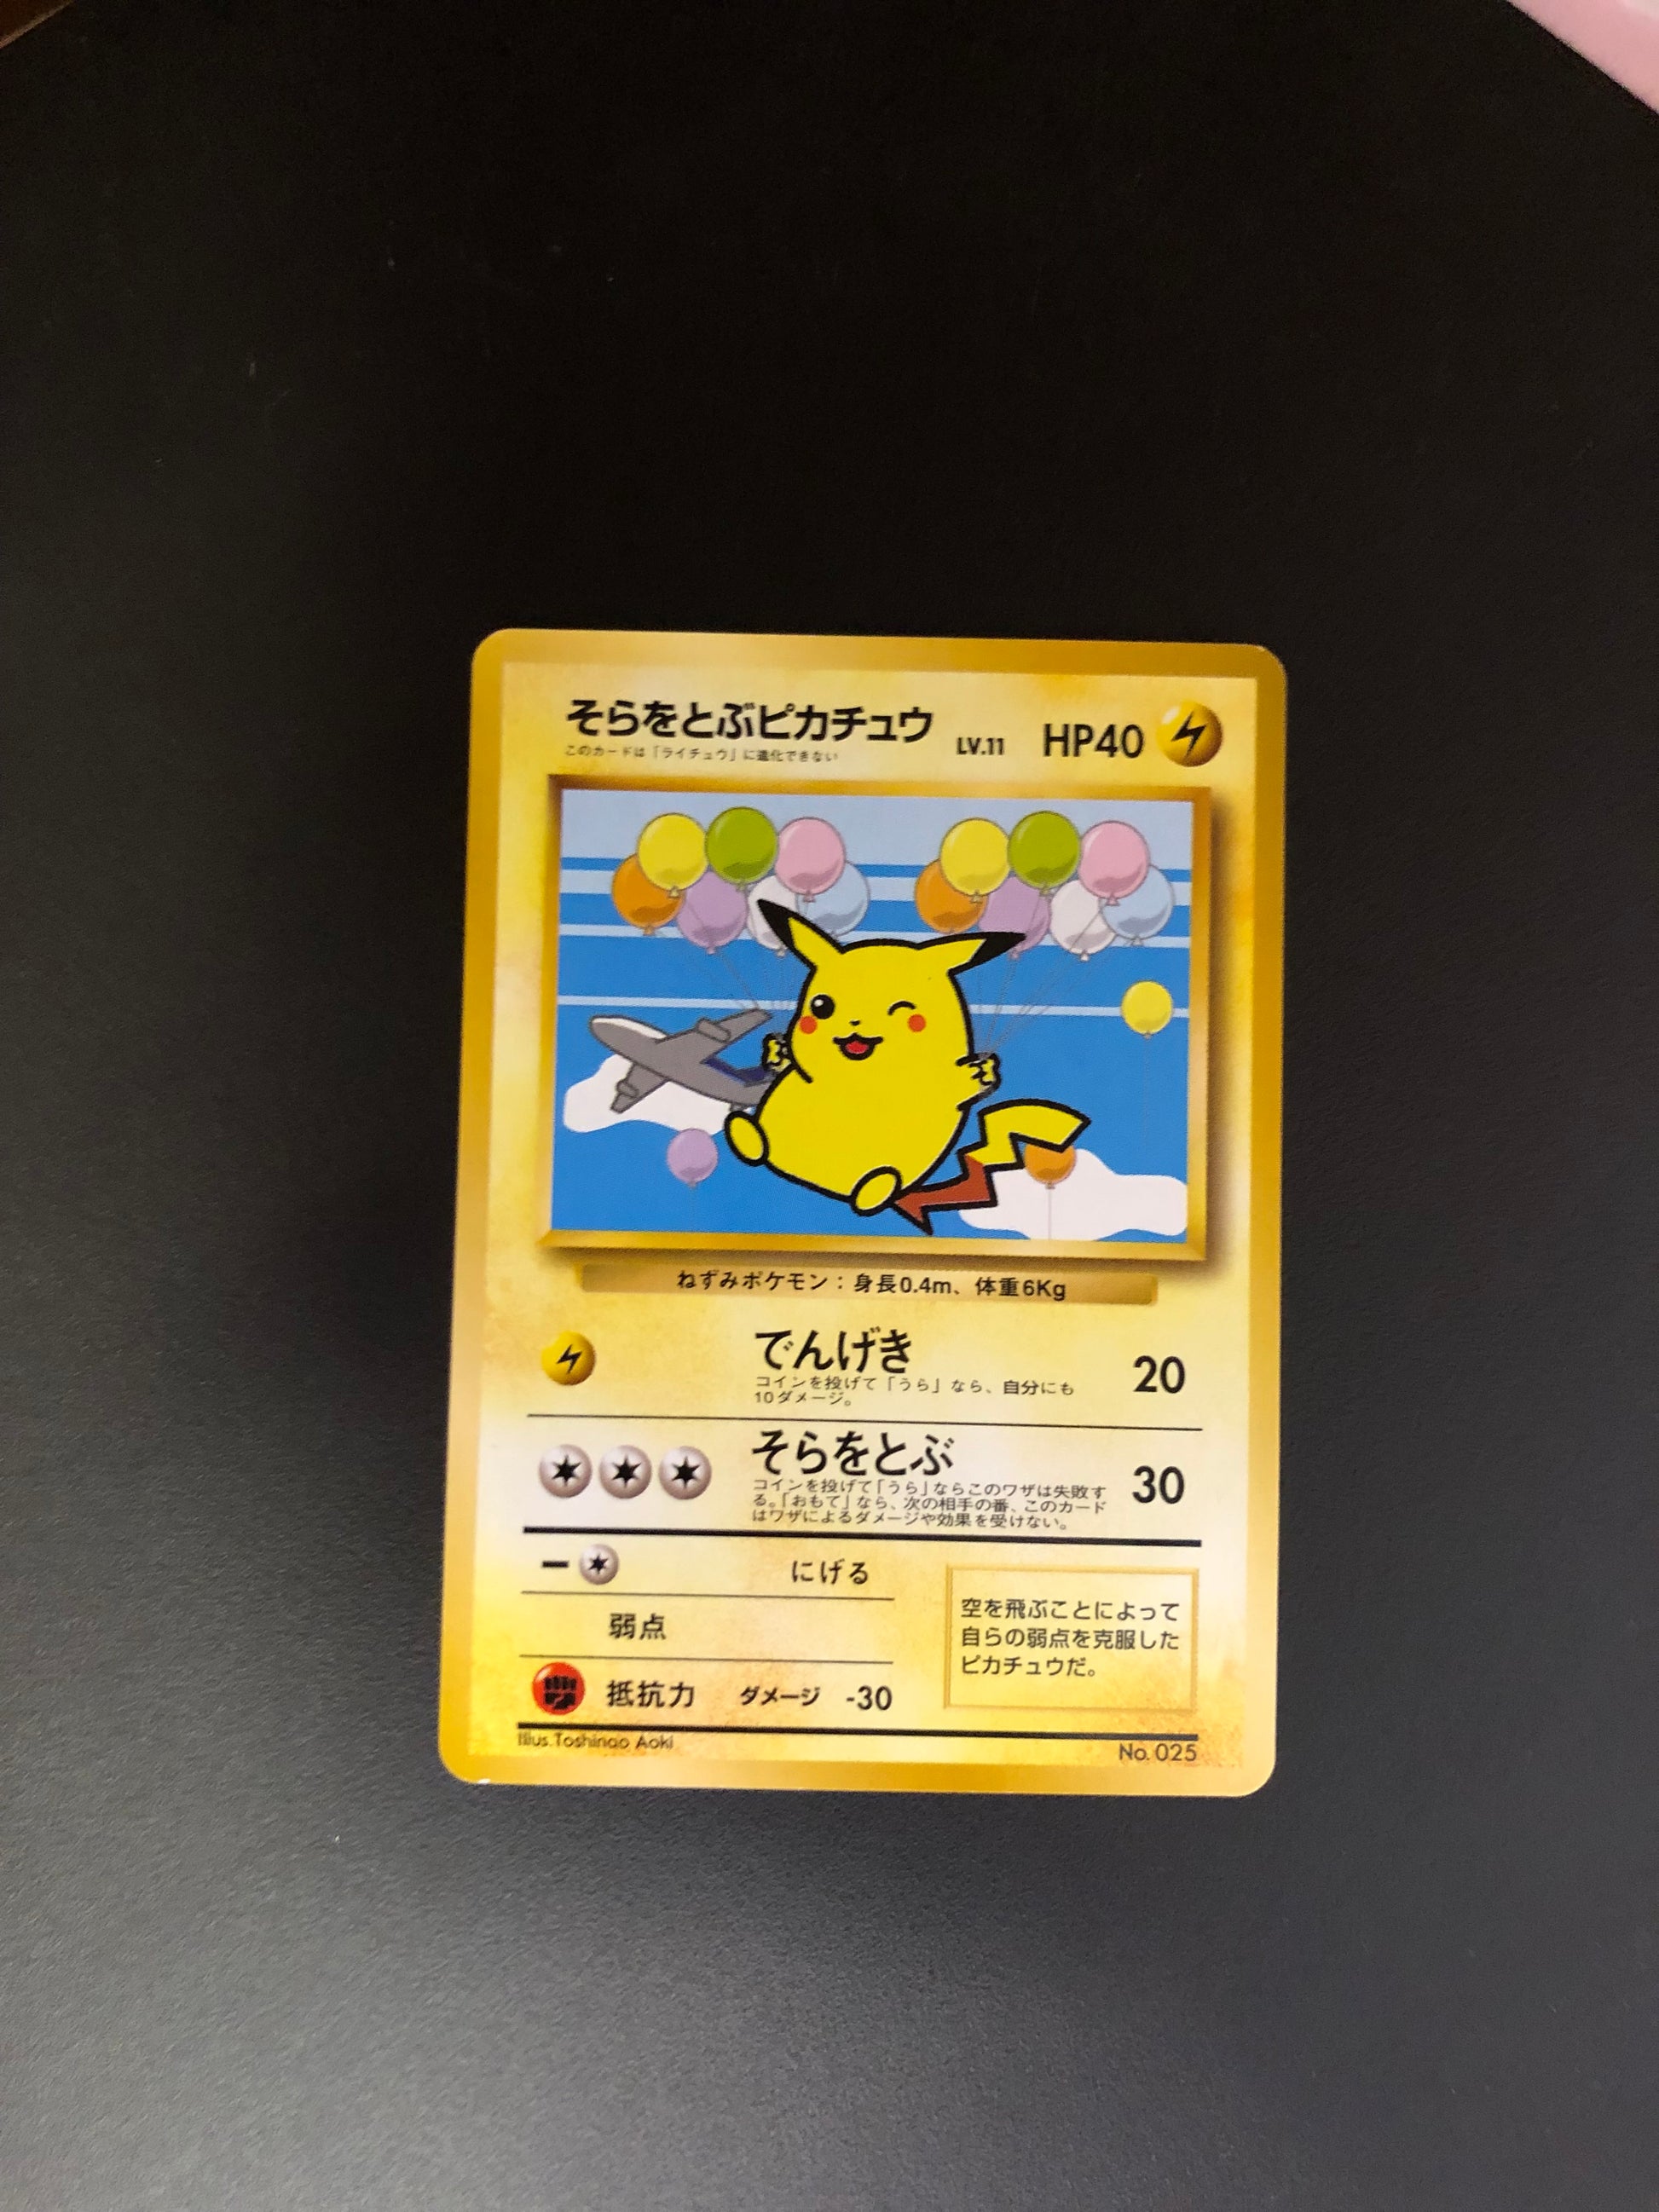 そらをとぶピカチュウ LV.11 HP40
このカードは「ライチュウ」に進化できない
ねずみポケモン：身長0.4m、体重6Kg
でんげき 20
コインを投げて「うら」なら、自分にも
10ダメージ。
そらをとぶ 30
コインを投げて「うら」ならこのワザは失敗す
る。「おもて」なら、次の相手の番、このカード
はワザによるダメージや効果を受けない。
にげる
弱点
抵抗力 ダメージ -30
空を飛ぶことによって
自らの弱点を克服した
ピカチュウだ。
Illus.Toshinao Aoki
No. 025